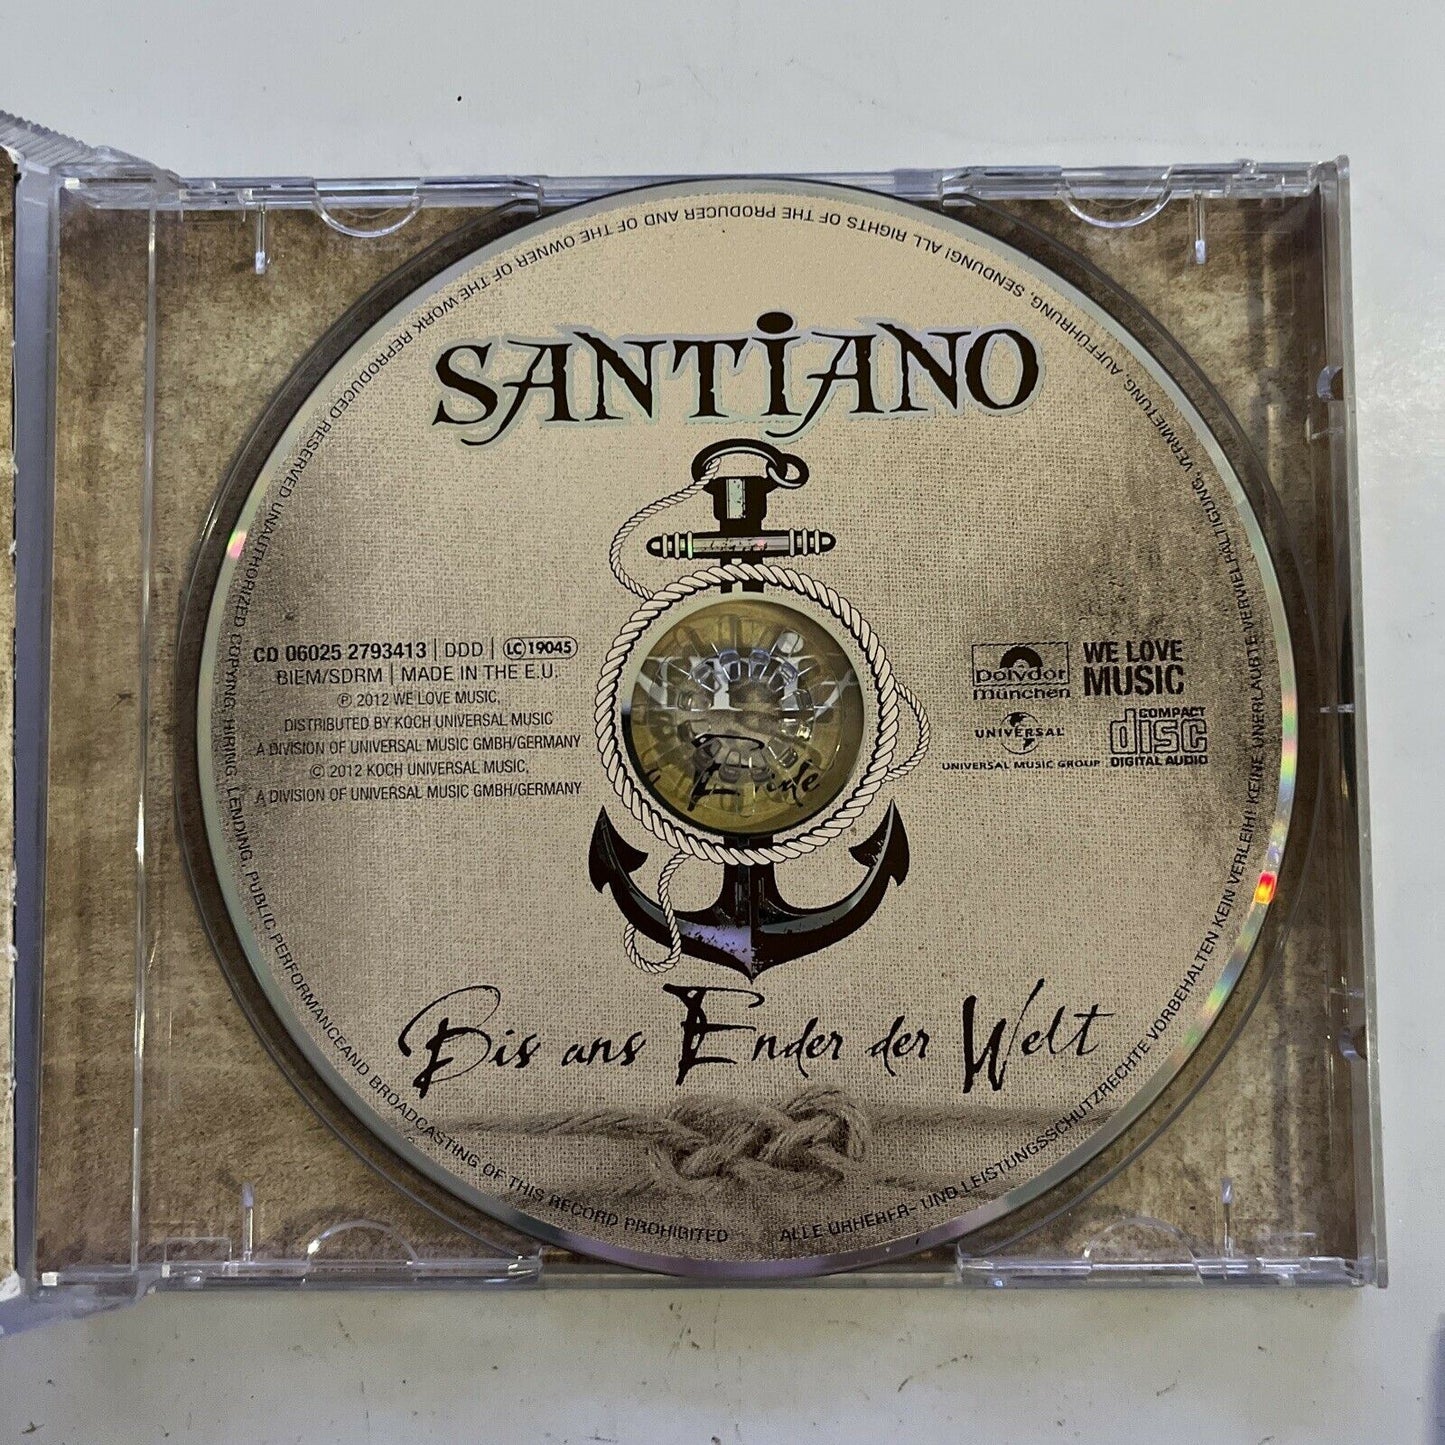 SANTIANO
CD 06025 2793413 | DDD | LC 19045
BIEM/SDRM | MADE IN THE E.U.
℗ 2012 WE LOVE MUSIC,
DISTRIBUTED BY KOCH UNIVERSAL MUSIC
A DIVISION OF UNIVERSAL MUSIC GMBH/GERMANY
© 2012 KOCH UNIVERSAL MUSIC,
A DIVISION OF UNIVERSAL MUSIC GMBH/GERMANY
polydor
münchen
WE LOVE
MUSIC
UNIVERSAL
UNIVERSAL MUSIC GROUP
COMPACT
disc
DIGITAL AUDIO
Bis ans Ender der Welt
ALLE URHEBER- UND LEISTUNGSSCHUTZRECHTE VORBEHALTEN KEIN VERLEIH! KEINE UNERLAUBTE VERVIELFÄLTIGUNG, VERMIETUNG, AUFFÜHRUNG, SENDUNG! ALL RIGHTS OF THE PRODUCER AND OF THE OWNER OF THE WORK REPRODUCED RESERVED UNAUTHORIZED COPYING, HIRING, LENDING, PUBLIC PERFORMANCEAND BROADCASTING OF THIS RECORD PROHIBITED